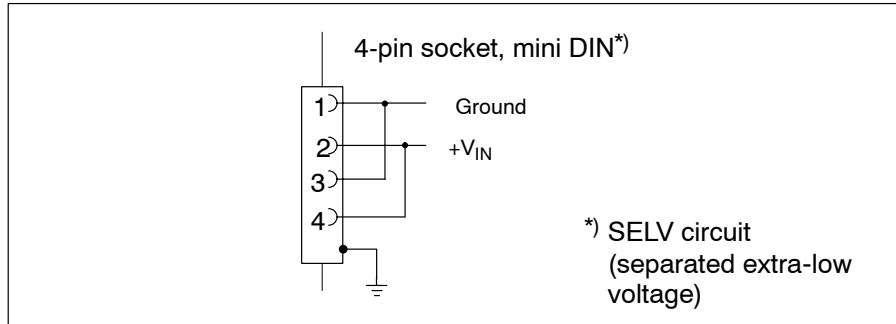 4-pin socket, mini DIN*)
1 Ground
2 +VIN
3
4
*) SELV circuit
(separated extra-low
voltage)